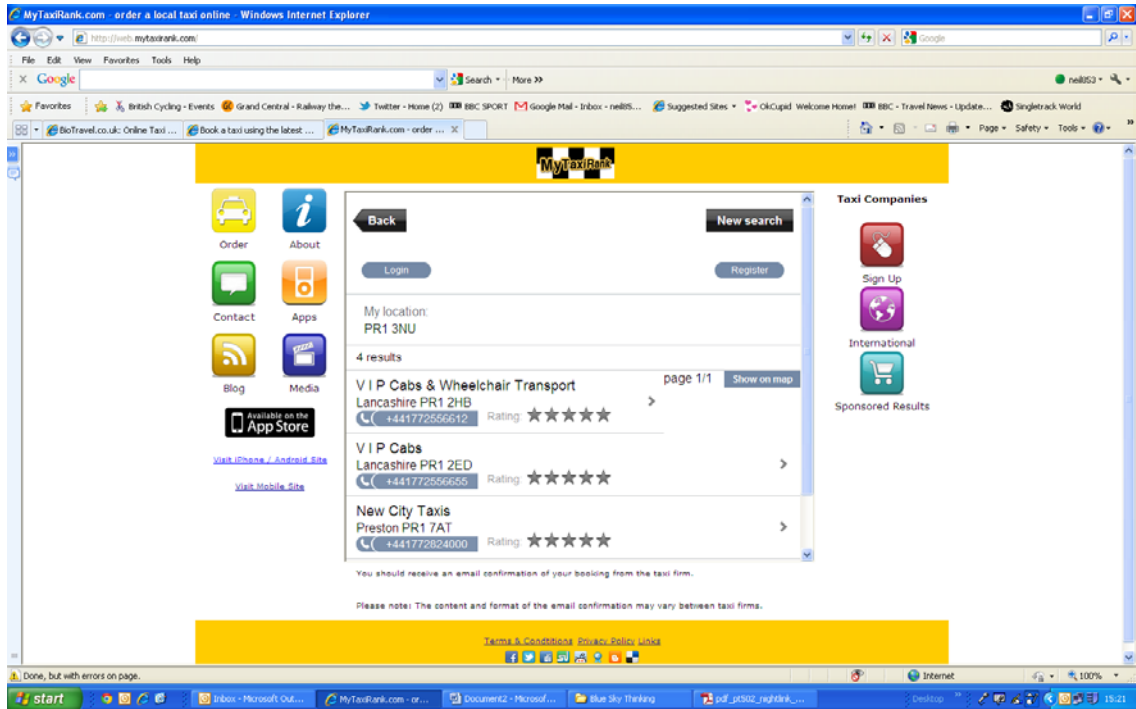 MyTaxiRank.com - order a local taxi online - Windows Internet Explorer
http://web.mytaxirank.com/
Google
File Edit View Favorites Tools Help
x Google Search More >> neil853
Favorites British Cycling - Events Grand Central - Railway the... Twitter - Home (2) BBC SPORT Google Mail - Inbox - neil85... Suggested Sites OkCupid Welcome Home! BBC - Travel News - Update... Singletrack World
BioTravel.co.uk: Online Taxi ... Book a taxi using the latest ... MyTaxiRank.com - order ... X Page Safety Tools
MyTaxiRank
Order About
Contact Apps
Blog Media
Available on the
App Store
Visit iPhone / Android Site
Visit Mobile Site
Back New search
Login Register
My location:
PR1 3NU
4 results
page 1/1 Show on map
V I P Cabs & Wheelchair Transport
Lancashire PR1 2HB
+441772556612 Rating:
V I P Cabs
Lancashire PR1 2ED
+441772556655 Rating:
New City Taxis
Preston PR1 7AT
+441772824000 Rating:
You should receive an email confirmation of your booking from the taxi firm.
Please note: The content and format of the email confirmation may vary between taxi firms.
Taxi Companies
Sign Up
International
Sponsored Results
Terms & Condtitions Privacy Policy Links
Done, but with errors on page. Internet 100%
start Inbox - Microsoft Out... MyTaxiRank.com - or... Document2 - Microsof... Blue Sky Thinking pdf_pt502_nightlink_... Desktop 15:21